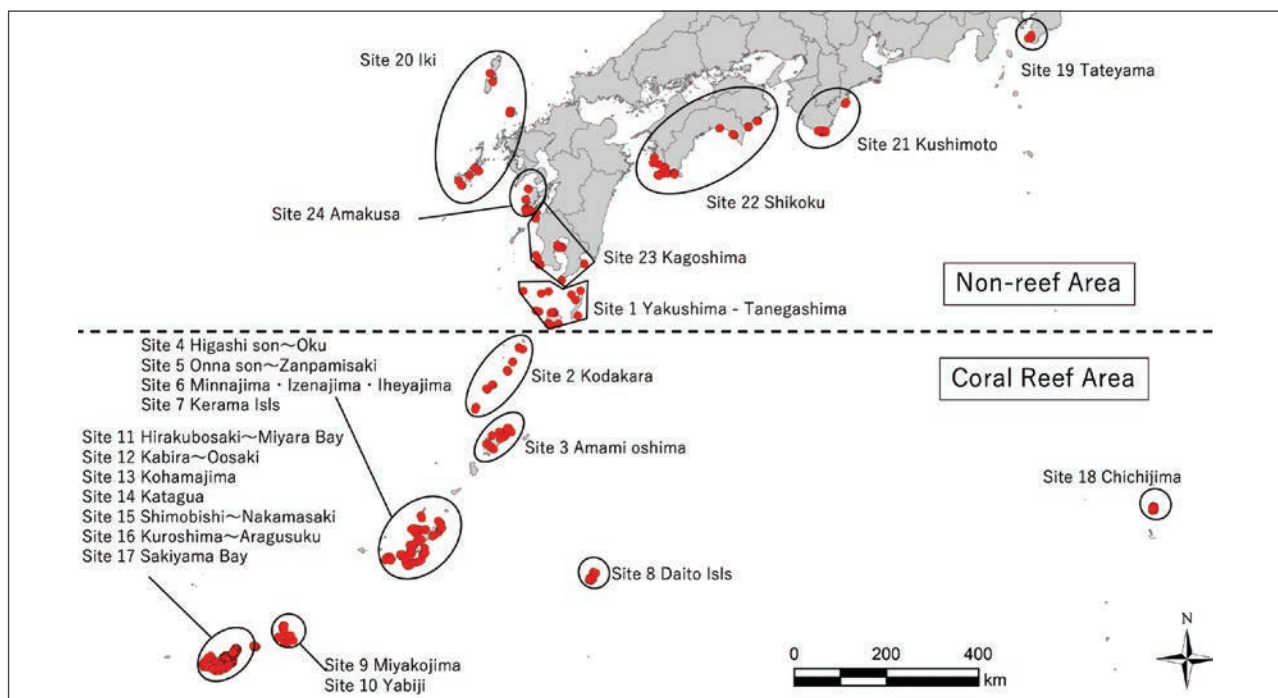 Site 20 Iki
Site 19 Tateyama
Site 21 Kushimoto
Site 22 Shikoku
Site 24 Amakusa
Site 23 Kagoshima
Non-reef Area
Site 1 Yakushima - Tanegashima
Site 4 Higashi son～Oku
Site 5 Onna son～Zanpamisaki
Site 6 Minnajima・Izenajima・Iheyajima
Site 7 Kerama Isls
Site 2 Kodakara
Coral Reef Area
Site 11 Hirakubosaki～Miyara Bay
Site 12 Kabira～Oosaki
Site 13 Kohamajima
Site 14 Katagua
Site 15 Shimobishi～Nakamasaki
Site 16 Kuroshima～Aragusuku
Site 17 Sakiyama Bay
Site 3 Amami oshima
Site 18 Chichijima
Site 8 Daito Isls
Site 9 Miyakojima
Site 10 Yabiji
0 200 400
km
N